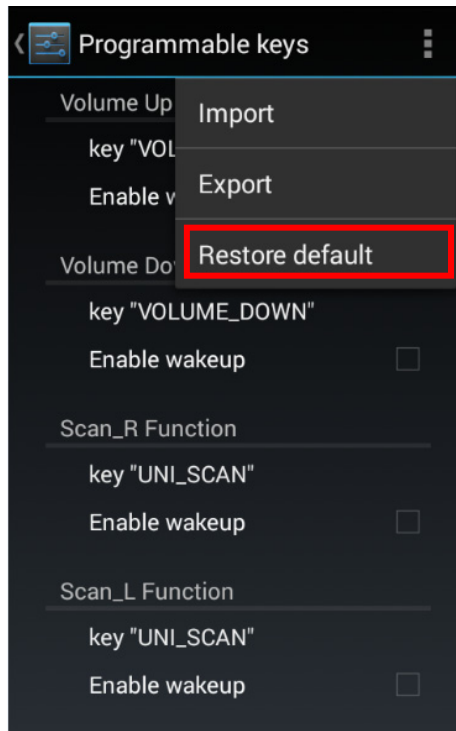 Programmable keys
Import
Export
Restore default
Volume Up
key "VOL
Enable
Volume Do
key "VOLUME_DOWN"
Enable wakeup
Scan_R Function
key "UNI_SCAN"
Enable wakeup
Scan_L Function
key "UNI_SCAN"
Enable wakeup